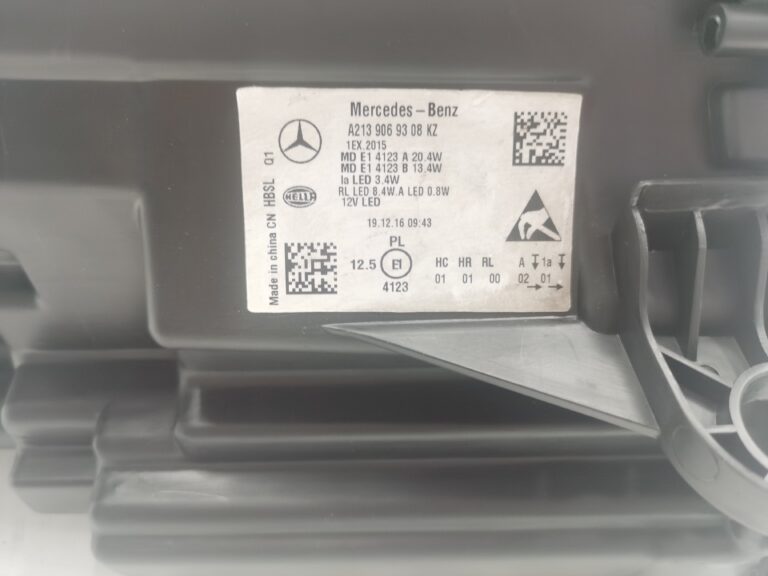 Mercedes-Benz
A213 906 93 08 KZ
1EX.2015
MD E1 4123 A 20.4W
MD E1 4123 B 13.4W
la LED 3.4W
RL LED 8.4W.A LED 0.8W
12V LED
19.12.16 09:43
HELLA
Made in china CN HBSL Q1
PL
12.5 E1
4123
HC HR RL A 1a
01 01 00 02 01